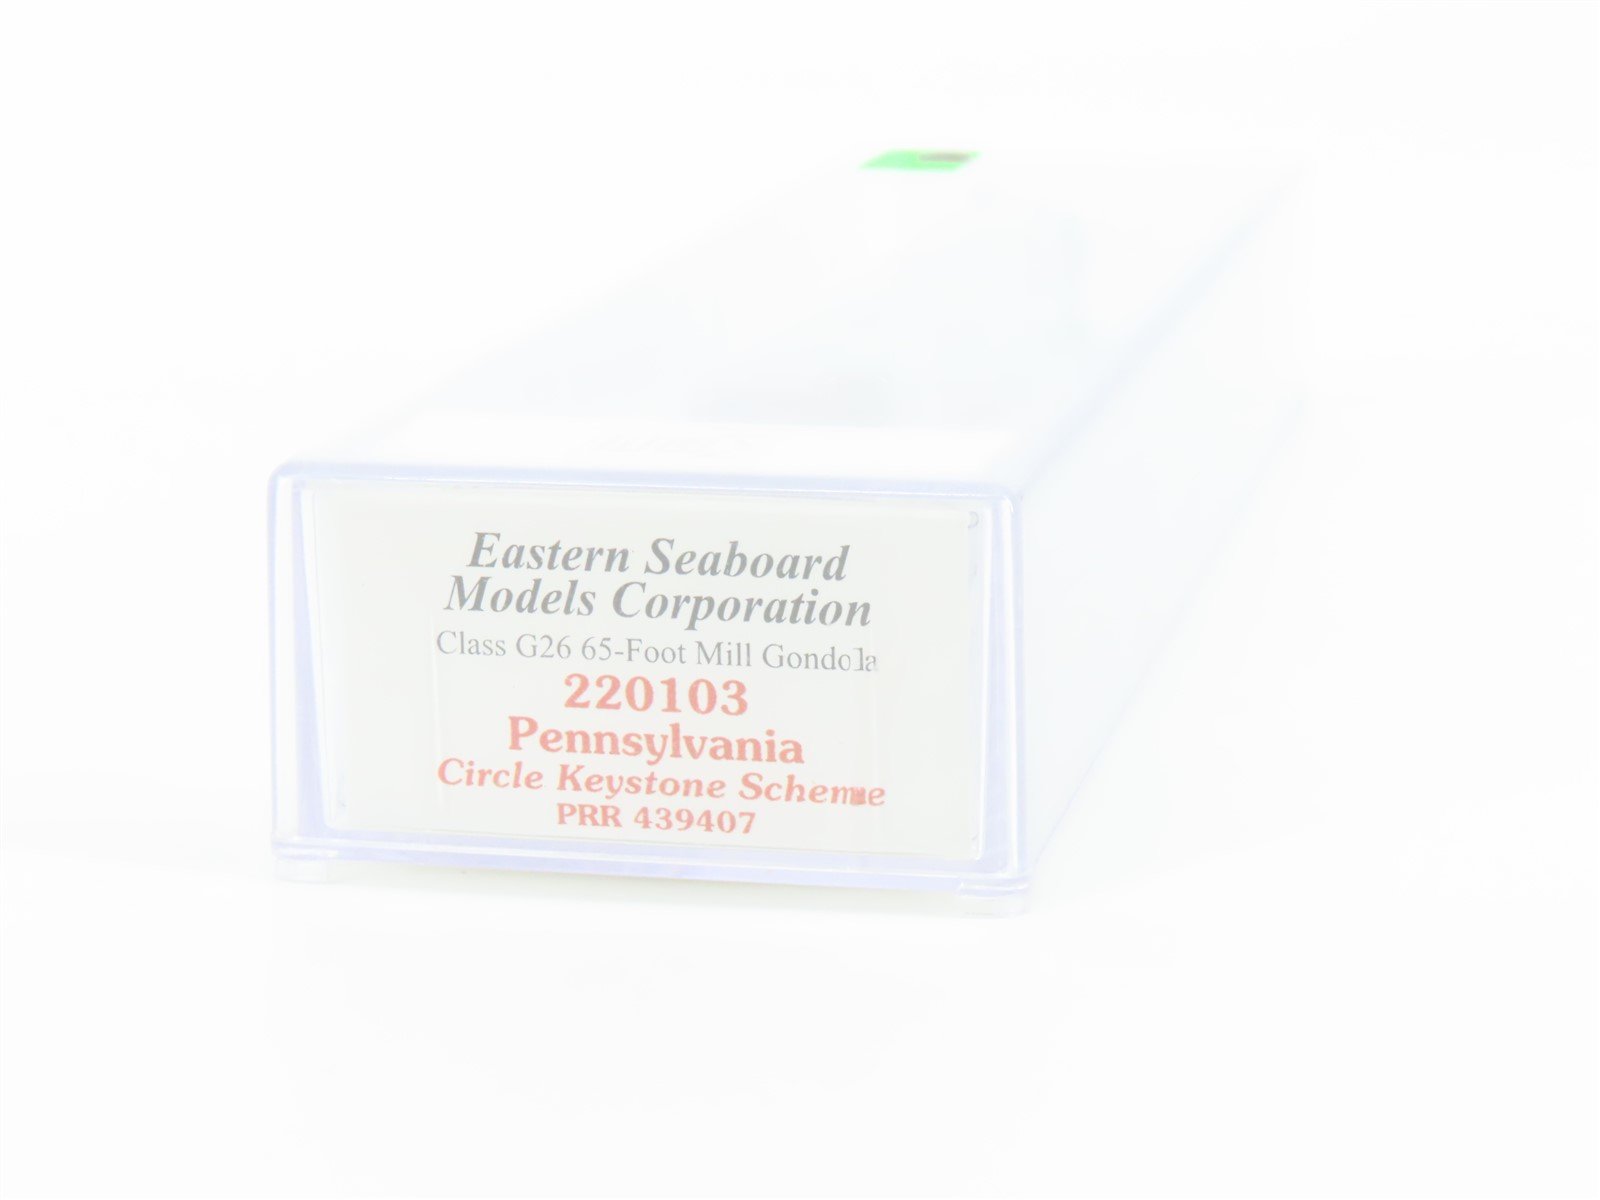 Eastern Seaboard
Models Corporation
Class G26 65-Foot Mill Gondola
220103
Pennsylvania
Circle Keystone Scheme
PRR 439407